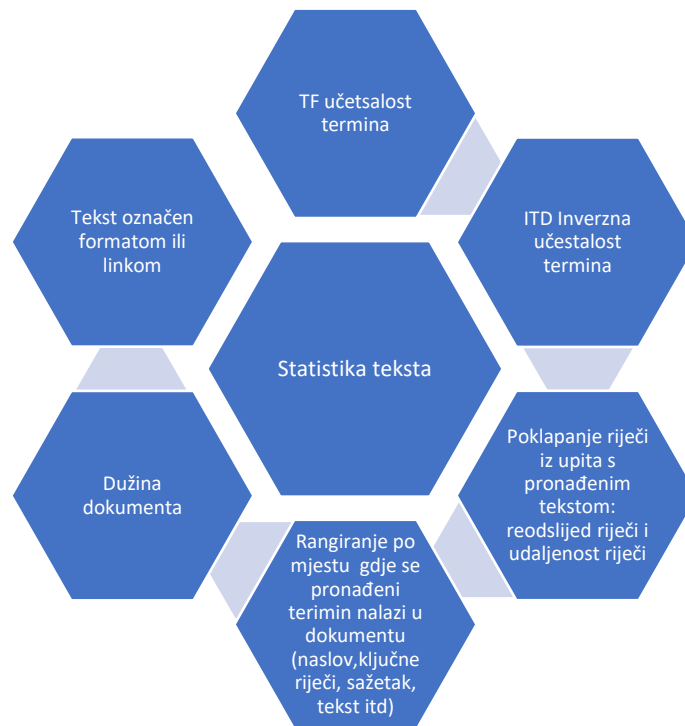 TF učetsalost
termina
ITD Inverzna
učestalost
termina
Poklapanje riječi
iz upita s
pronađenim
tekstom:
reodslijed riječi i
udaljenost riječi
Rangiranje po
mjestu gdje se
pronađeni
terimin nalazi u
dokumentu
(naslov,ključne
riječi, sažetak,
tekst itd)
Dužina
dokumenta
Tekst označen
formatom ili
linkom
Statistika teksta